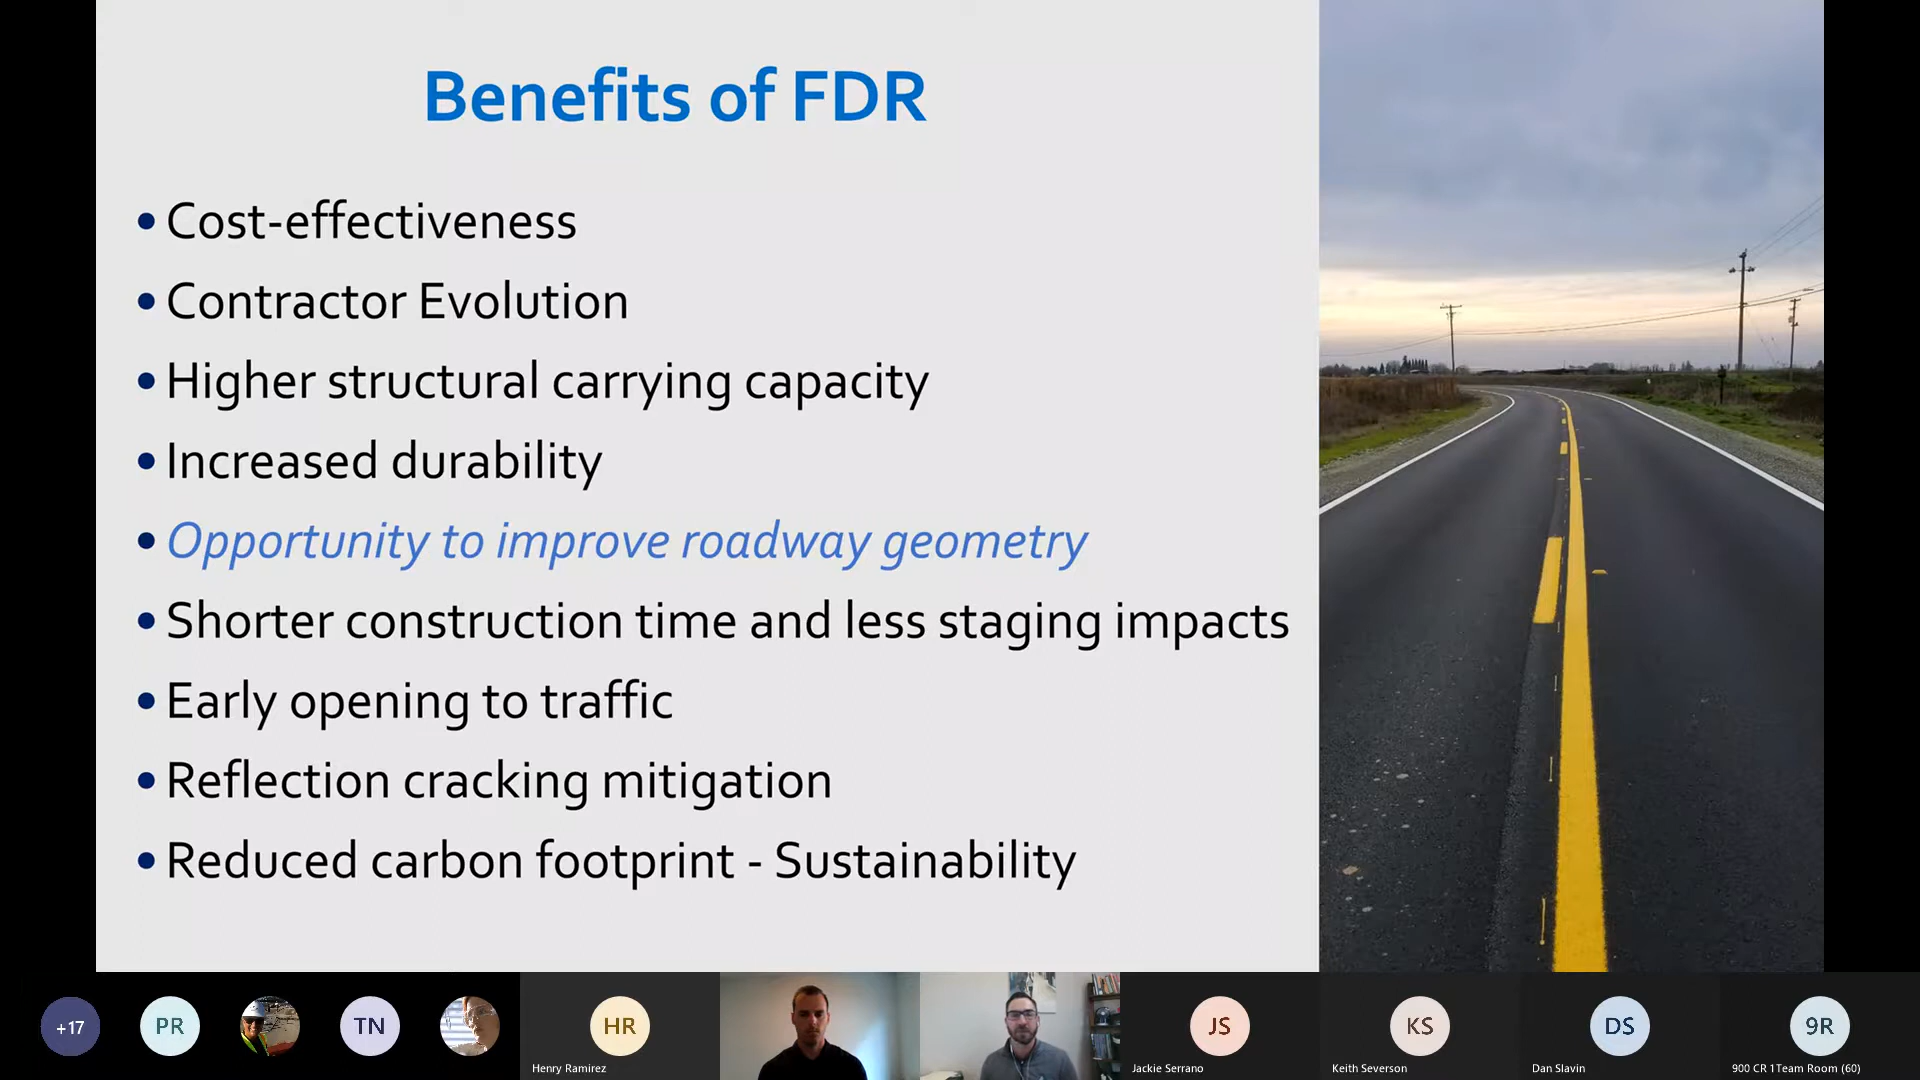 Benefits of FDR
• Cost-effectiveness
• Contractor Evolution
• Higher structural carrying capacity
• Increased durability
• Opportunity to improve roadway geometry
• Shorter construction time and less staging impacts
• Early opening to traffic
• Reflection cracking mitigation
• Reduced carbon footprint - Sustainability
+17
PR
TN
HR
JS
KS
DS
9R
Henry Ramirez
Jackie Serrano
Keith Severson
Dan Slavin
900 CR 1Team Room (60)